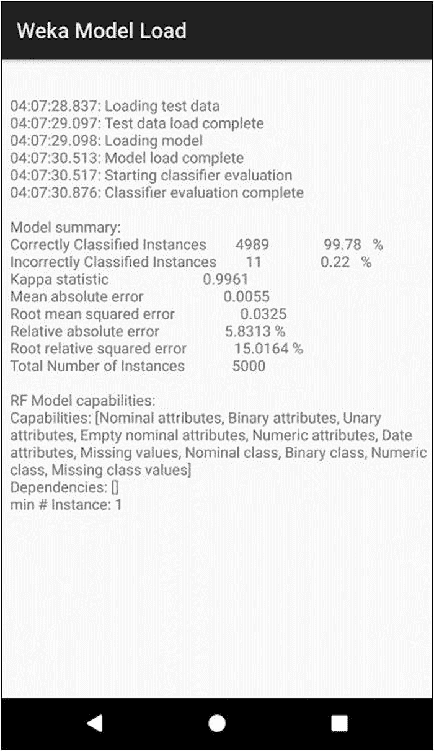 Weka Model Load
04:07:28.837: Loading test data
04:07:29.097: Test data load complete
04:07:29.098: Loading model
04:07:30.513: Model load complete
04:07:30.517: Starting classifier evaluation
04:07:30.876: Classifier evaluation complete
Model summary:
Correctly Classified Instances 4989 99.78 %
Incorrectly Classified Instances 11 0.22 %
Kappa statistic 0.9961
Mean absolute error 0.0055
Root mean squared error 0.0325
Relative absolute error 5.8313 %
Root relative squared error 15.0164 %
Total Number of Instances 5000
RF Model capabilities:
Capabilities: [Nominal attributes, Binary attributes, Unary
attributes, Empty nominal attributes, Numeric attributes, Date
attributes, Missing values, Nominal class, Binary class, Numeric
class, Missing class values]
Dependencies: []
min # Instance: 1